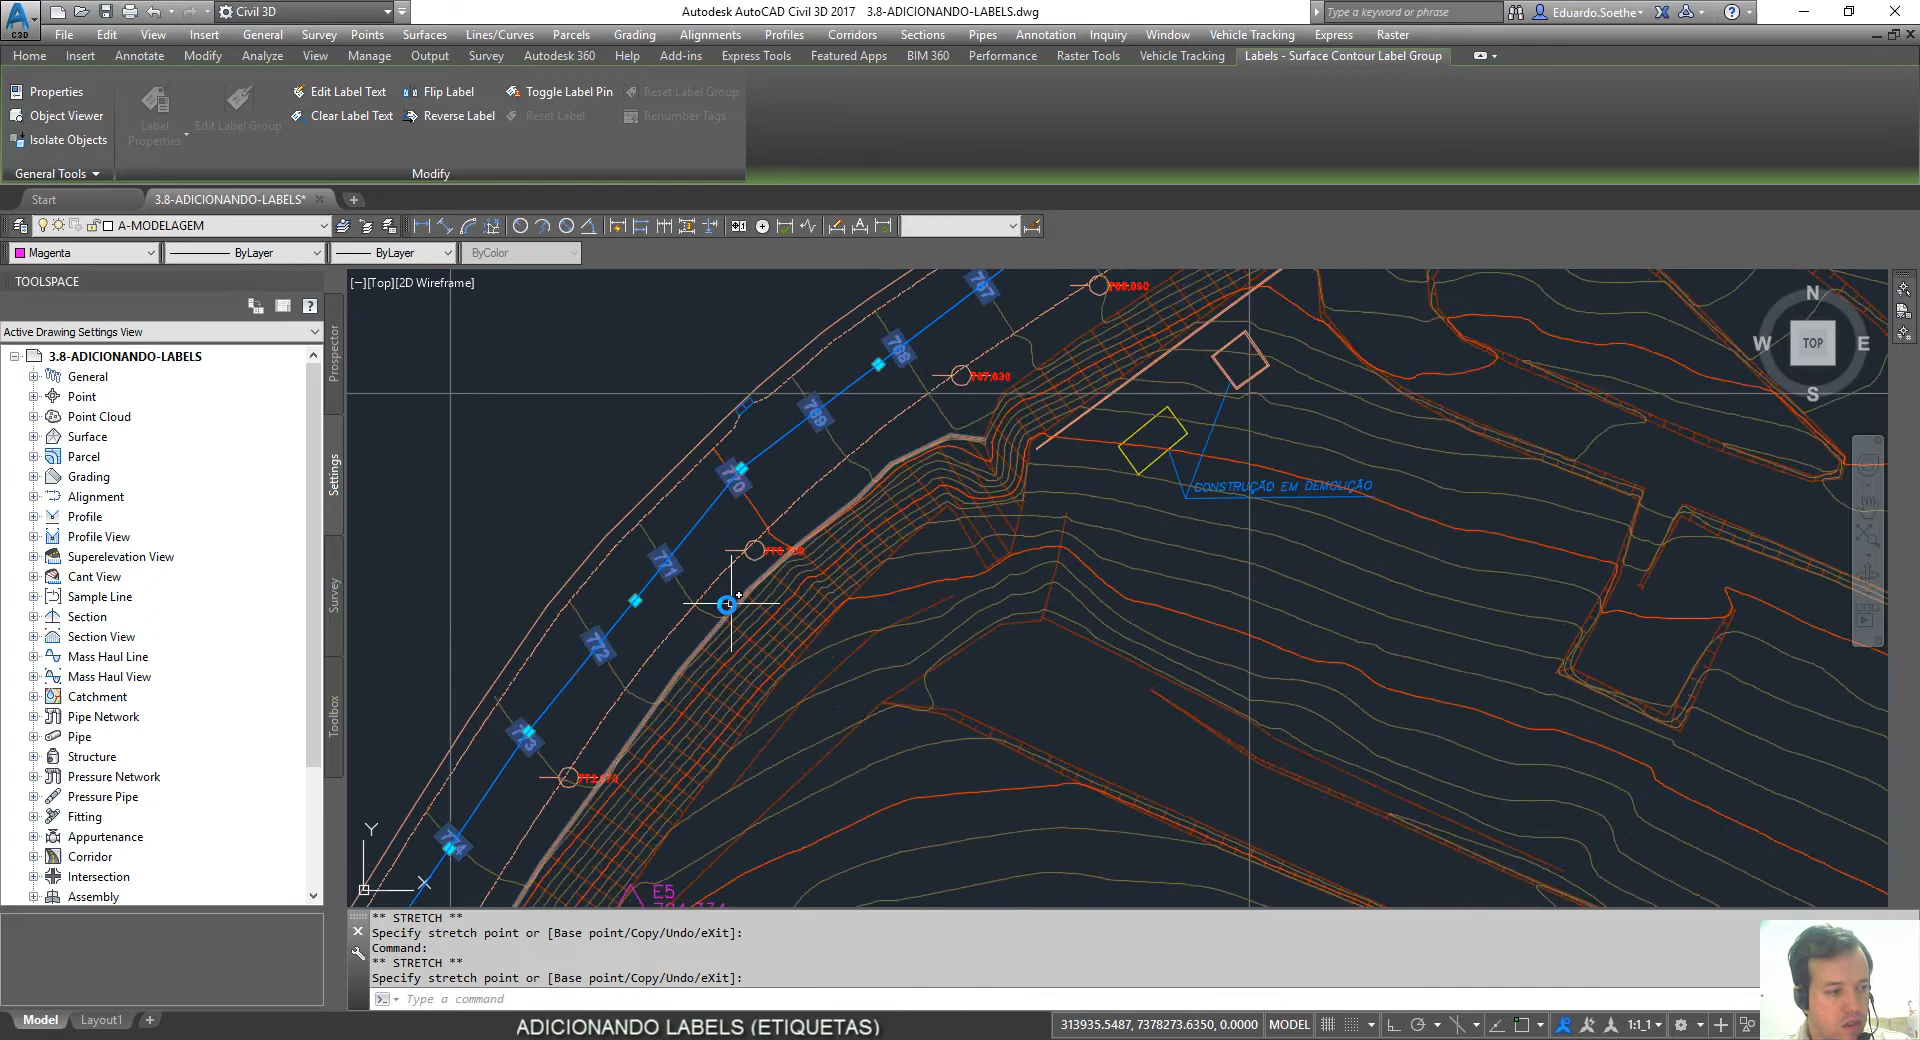 Civil 3D
Autodesk AutoCAD Civil 3D 2017   3.8-ADICIONANDO-LABELS.dwg
Type a keyword or phrase
Eduardo.Soethe
C3D
File Edit View Insert General Survey Points Surfaces Lines/Curves Parcels Grading Alignments Profiles Corridors Sections Pipes Annotation Inquiry Window Vehicle Tracking Express Raster
Home Insert Annotate Modify Analyze View Manage Output Survey Autodesk 360 Help Add-ins Express Tools Featured Apps BIM 360 Performance Raster Tools Vehicle Tracking Labels - Surface Contour Label Group
Properties
Object Viewer
Isolate Objects
General Tools
Label
Properties
Edit Label Group
Edit Label Text Flip Label Toggle Label Pin Reset Label Group
Clear Label Text Reverse Label Reset Label Renumber Tags
Modify
Start 3.8-ADICIONANDO-LABELS*
A-MODELAGEM
Magenta ByLayer ByLayer ByColor
TOOLSPACE
Active Drawing Settings View
3.8-ADICIONANDO-LABELS
General
Point
Point Cloud
Surface
Parcel
Grading
Alignment
Profile
Profile View
Superelevation View
Cant View
Sample Line
Section
Section View
Mass Haul Line
Mass Haul View
Catchment
Pipe Network
Pipe
Structure
Pressure Network
Pressure Pipe
Fitting
Appurtenance
Corridor
Intersection
Assembly
Prospector
Settings
Survey
Toolbox
[−][Top][2D Wireframe]
N
W TOP E
S
767
768
769
770
771
772
773
774
CONSTRUÇÃO EM DEMOLIÇÃO
E5
Y
X
** STRETCH **
Specify stretch point or [Base point/Copy/Undo/eXit]:
Command:
** STRETCH **
Specify stretch point or [Base point/Copy/Undo/eXit]:
Type a command
Model Layout1
ADICIONANDO LABELS (ETIQUETAS)
313935.5487, 7378273.6350, 0.0000 MODEL
1:1_1